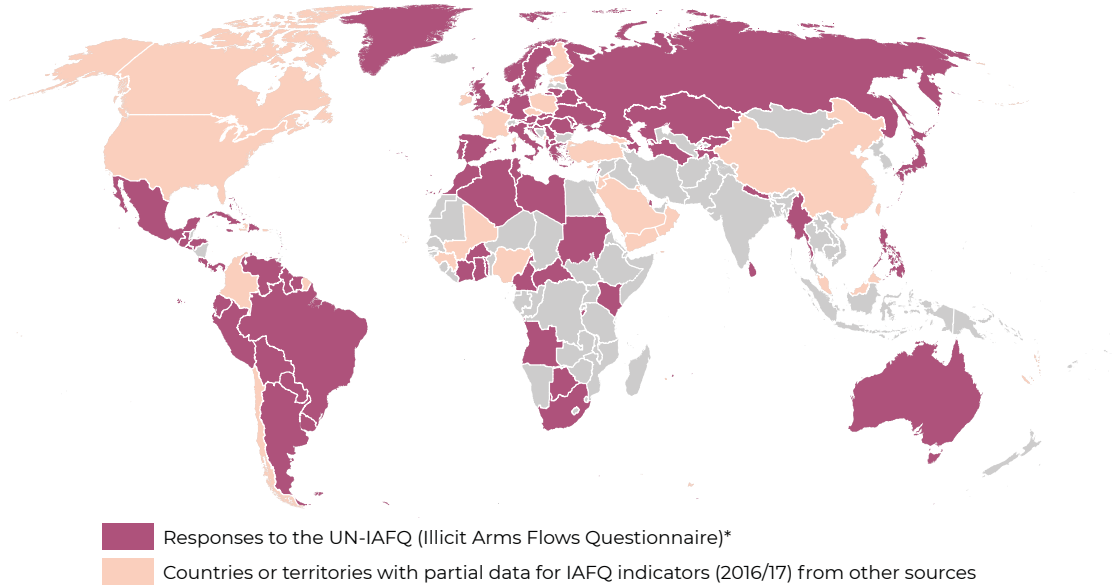 Responses to the UN-IAFQ (Illicit Arms Flows Questionnaire)*
Countries or territories with partial data for IAFQ indicators (2016/17) from other sources